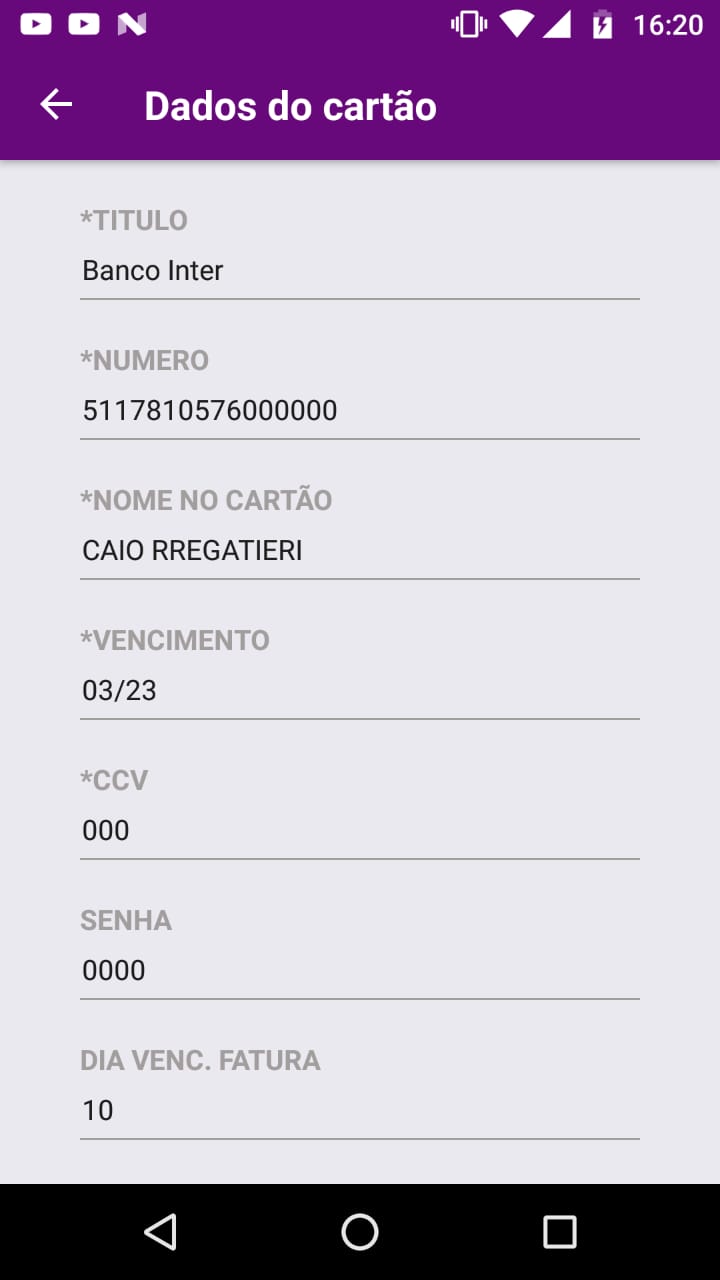 16:20
Dados do cartão
*TITULO
Banco Inter
*NUMERO
5117810576000000
*NOME NO CARTÃO
CAIO RREGATIERI
*VENCIMENTO
03/23
*CCV
000
SENHA
0000
DIA VENC. FATURA
10